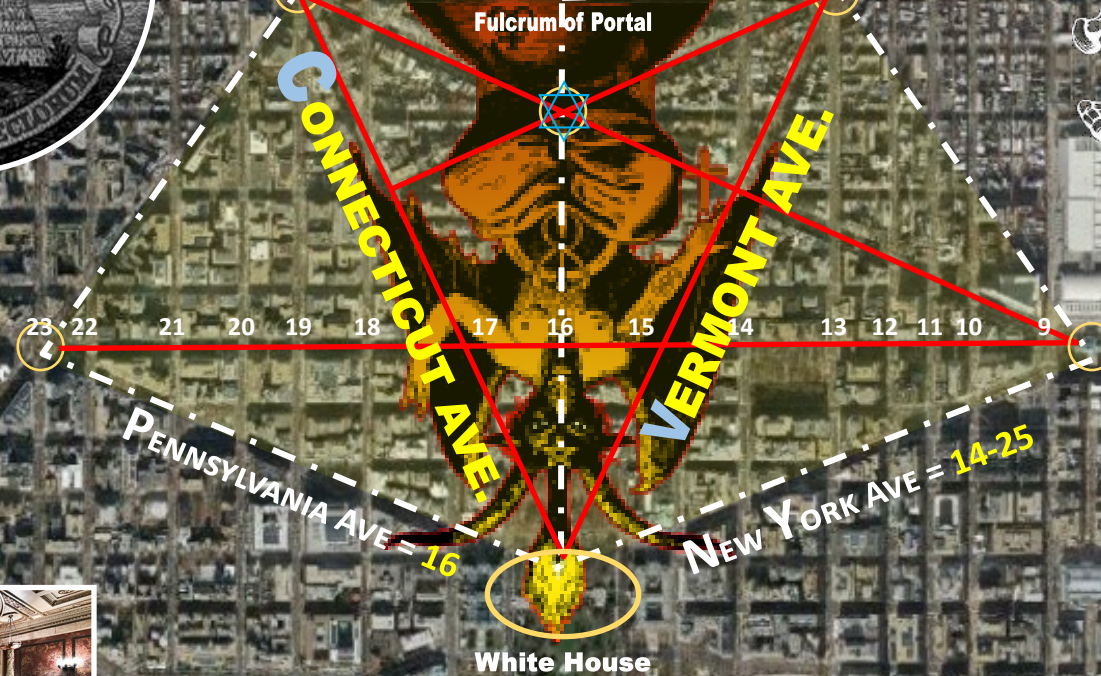 Fulcrum of Portal
ECTORUM
CONNECTICUT AVE.
VERMONT AVE.
23 22 21 20 19 18 17 16 15 14 13 12 11 10 9
PENNSYLVANIA AVE = 16
NEW YORK AVE = 14-25
White House